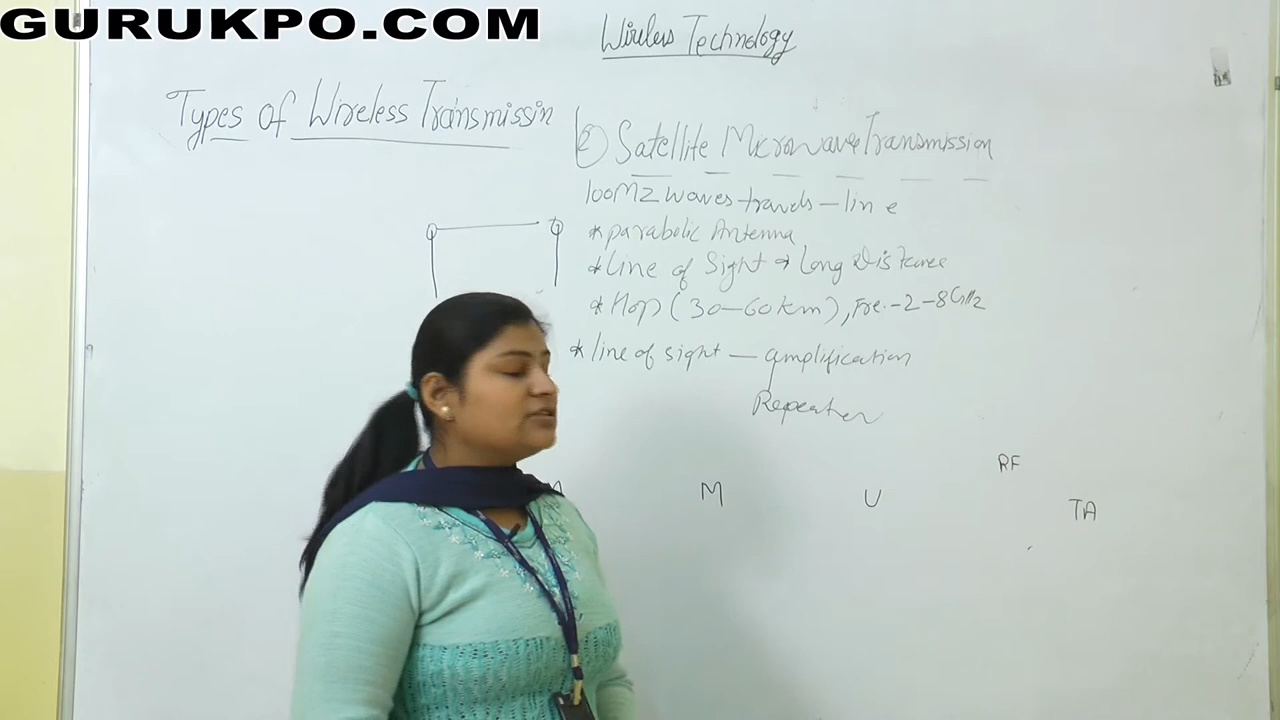 GURUKPO.COM
Wireless Technology
Types of Wireless Transmissin
② Satellite Microwave Transmission
100MZ waves travels – line
* parabolic Antenna
* Line of Sight → Long Distance
* Hop (30–60km), Fre. – 2 – 8GHz
* line of sight — amplification
Repeater
RF
M
U
TA